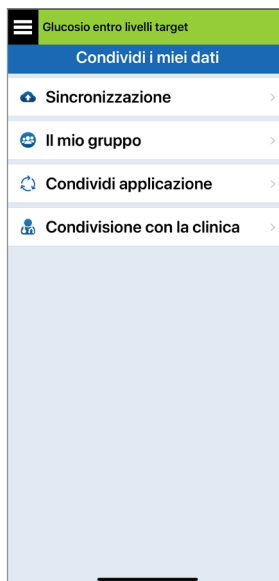 Glucosio entro livelli target
Condividi i miei dati
Sincronizzazione
Il mio gruppo
Condividi applicazione
Condivisione con la clinica